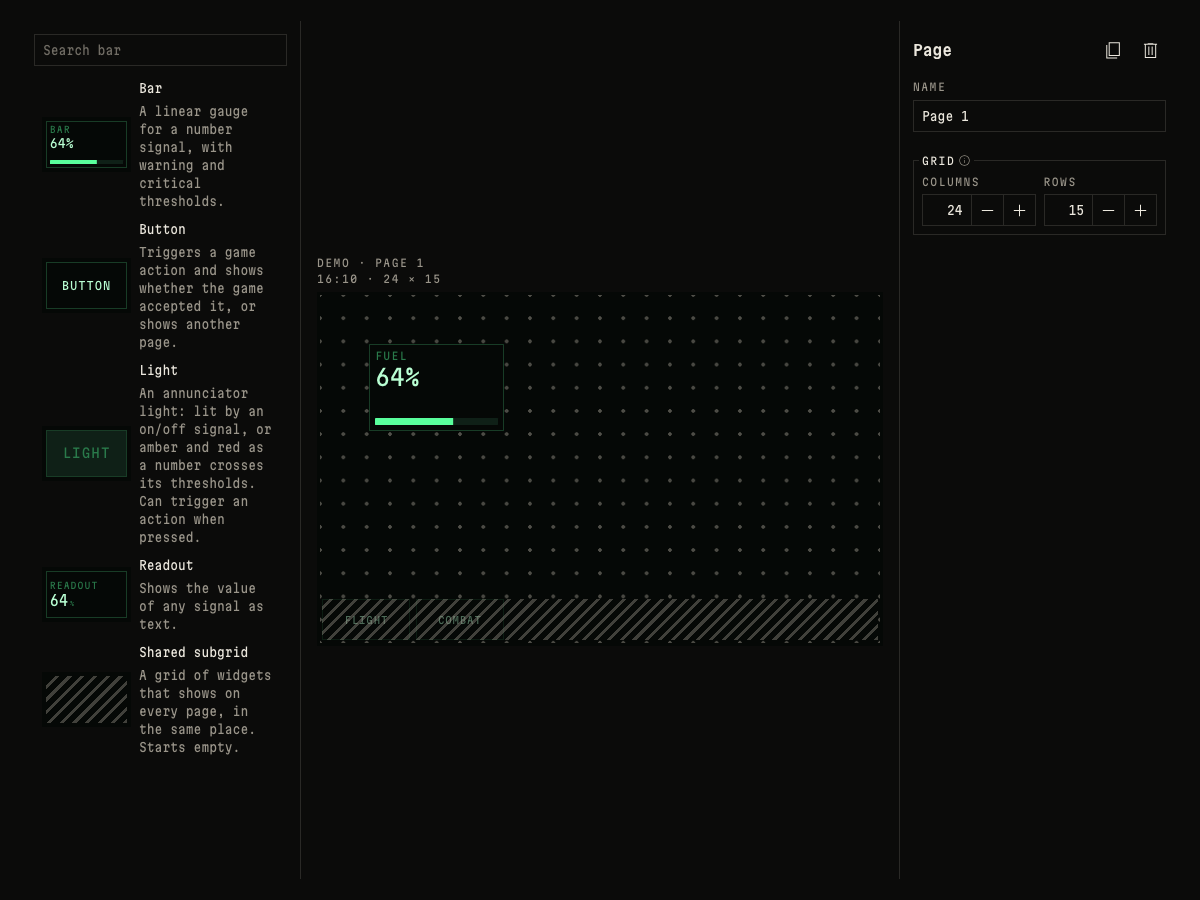 Search bar
BAR
64%
Bar
A linear gauge
for a number
signal, with
warning and
critical
thresholds.
BUTTON
Button
Triggers a game
action and shows
whether the game
accepted it, or
shows another
page.
LIGHT
Light
An annunciator
light: lit by an
on/off signal, or
amber and red as
a number crosses
its thresholds.
Can trigger an
action when
pressed.
READOUT
64%
Readout
Shows the value
of any signal as
text.
Shared subgrid
A grid of widgets
that shows on
every page, in
the same place.
Starts empty.
DEMO · PAGE 1
16:10 · 24 × 15
FUEL
64%
FLIGHT
COMBAT
Page
NAME
Page 1
GRID
COLUMNS
ROWS
24
15